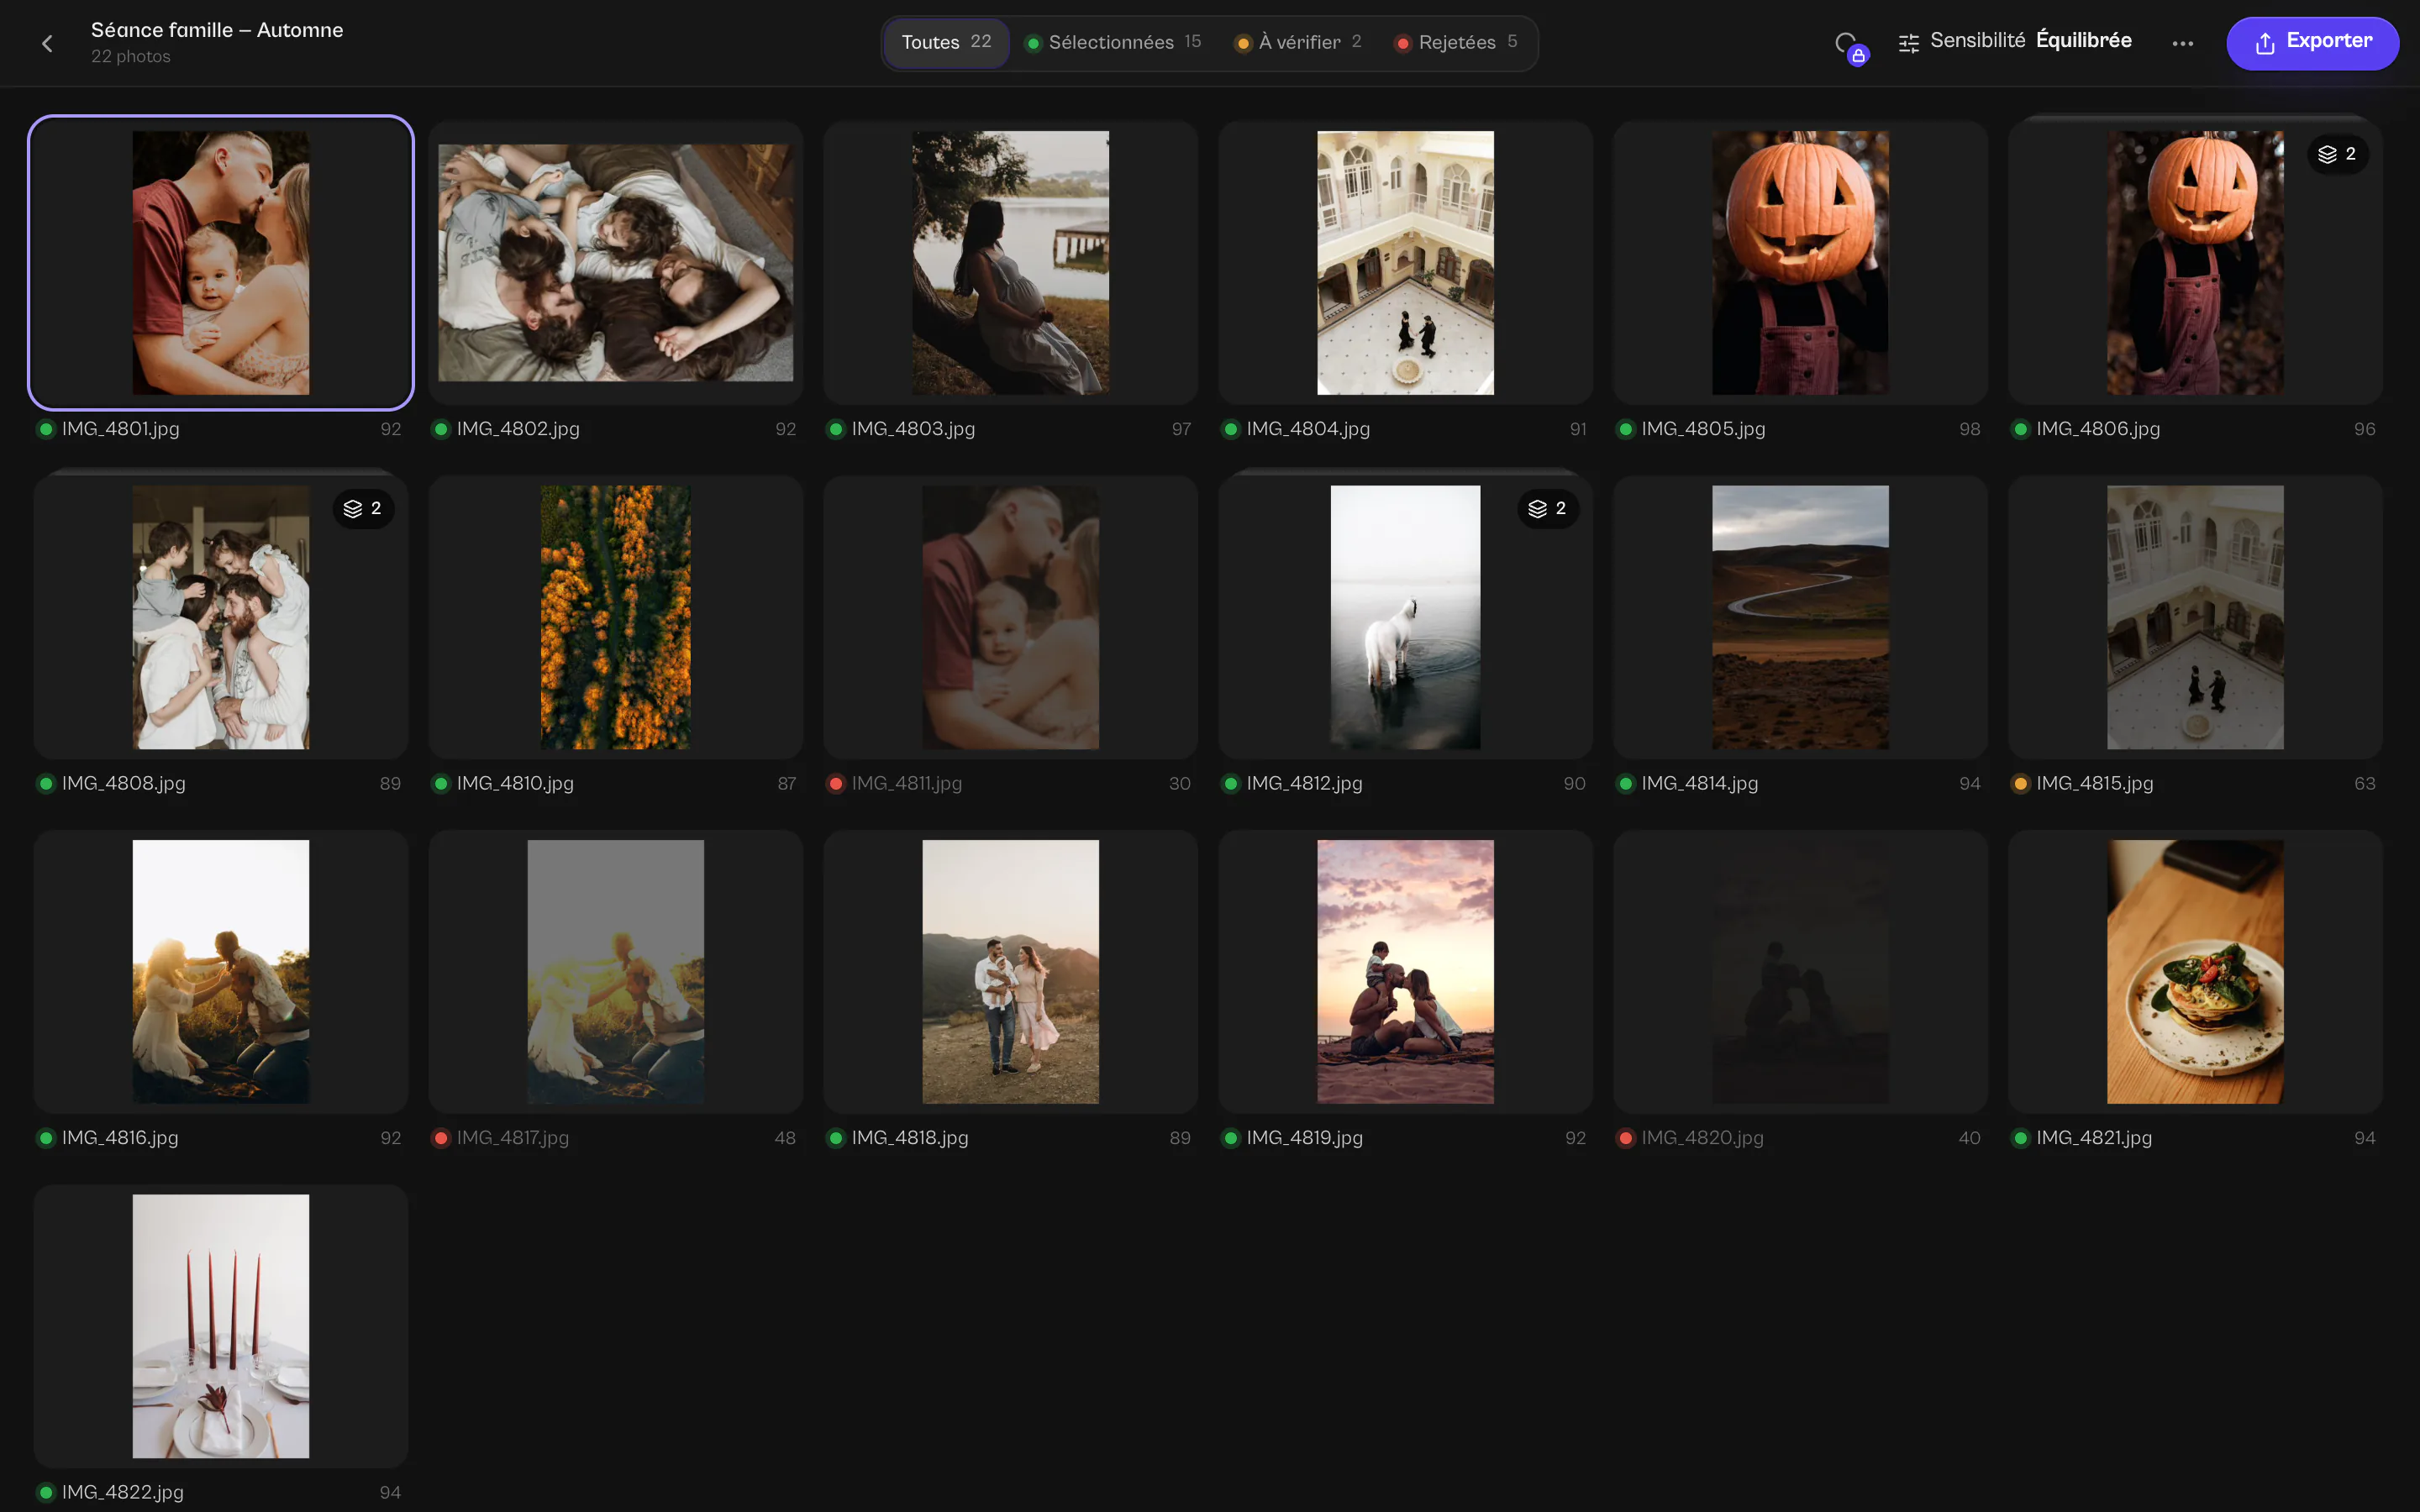 Séance famille – Automne
22 photos
Toutes 22
Sélectionnées 15
À vérifier 2
Rejetées 5
Sensibilité Équilibrée
Exporter
2
IMG_4801.jpg 92
IMG_4802.jpg 92
IMG_4803.jpg 97
IMG_4804.jpg 91
IMG_4805.jpg 98
IMG_4806.jpg 96
2
2
IMG_4808.jpg 89
IMG_4810.jpg 87
IMG_4811.jpg 30
IMG_4812.jpg 90
IMG_4814.jpg 94
IMG_4815.jpg 63
IMG_4816.jpg 92
IMG_4817.jpg 48
IMG_4818.jpg 89
IMG_4819.jpg 92
IMG_4820.jpg 40
IMG_4821.jpg 94
IMG_4822.jpg 94